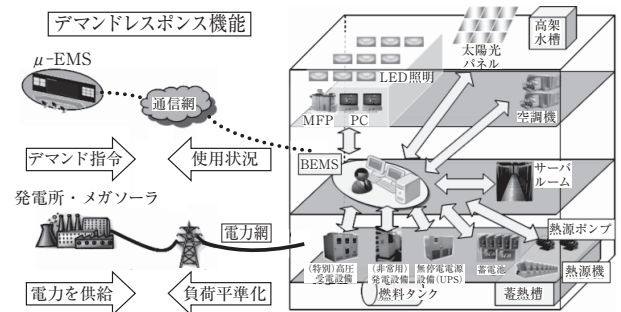 デマンドレスポンス機能
μ-EMS
通信網
デマンド指令
使用状況
発電所・メガソーラ
電力網
電力を供給
負荷平準化
高架
水槽
太陽光
パネル
LED照明
MFP
PC
空調機
BEMS
サーバ
ルーム
熱源ポンプ
(特別)高圧
受電設備
(非常用)
発電設備
無停電電源
設備(UPS)
蓄電池
熱源機
燃料タンク
蓄熱槽